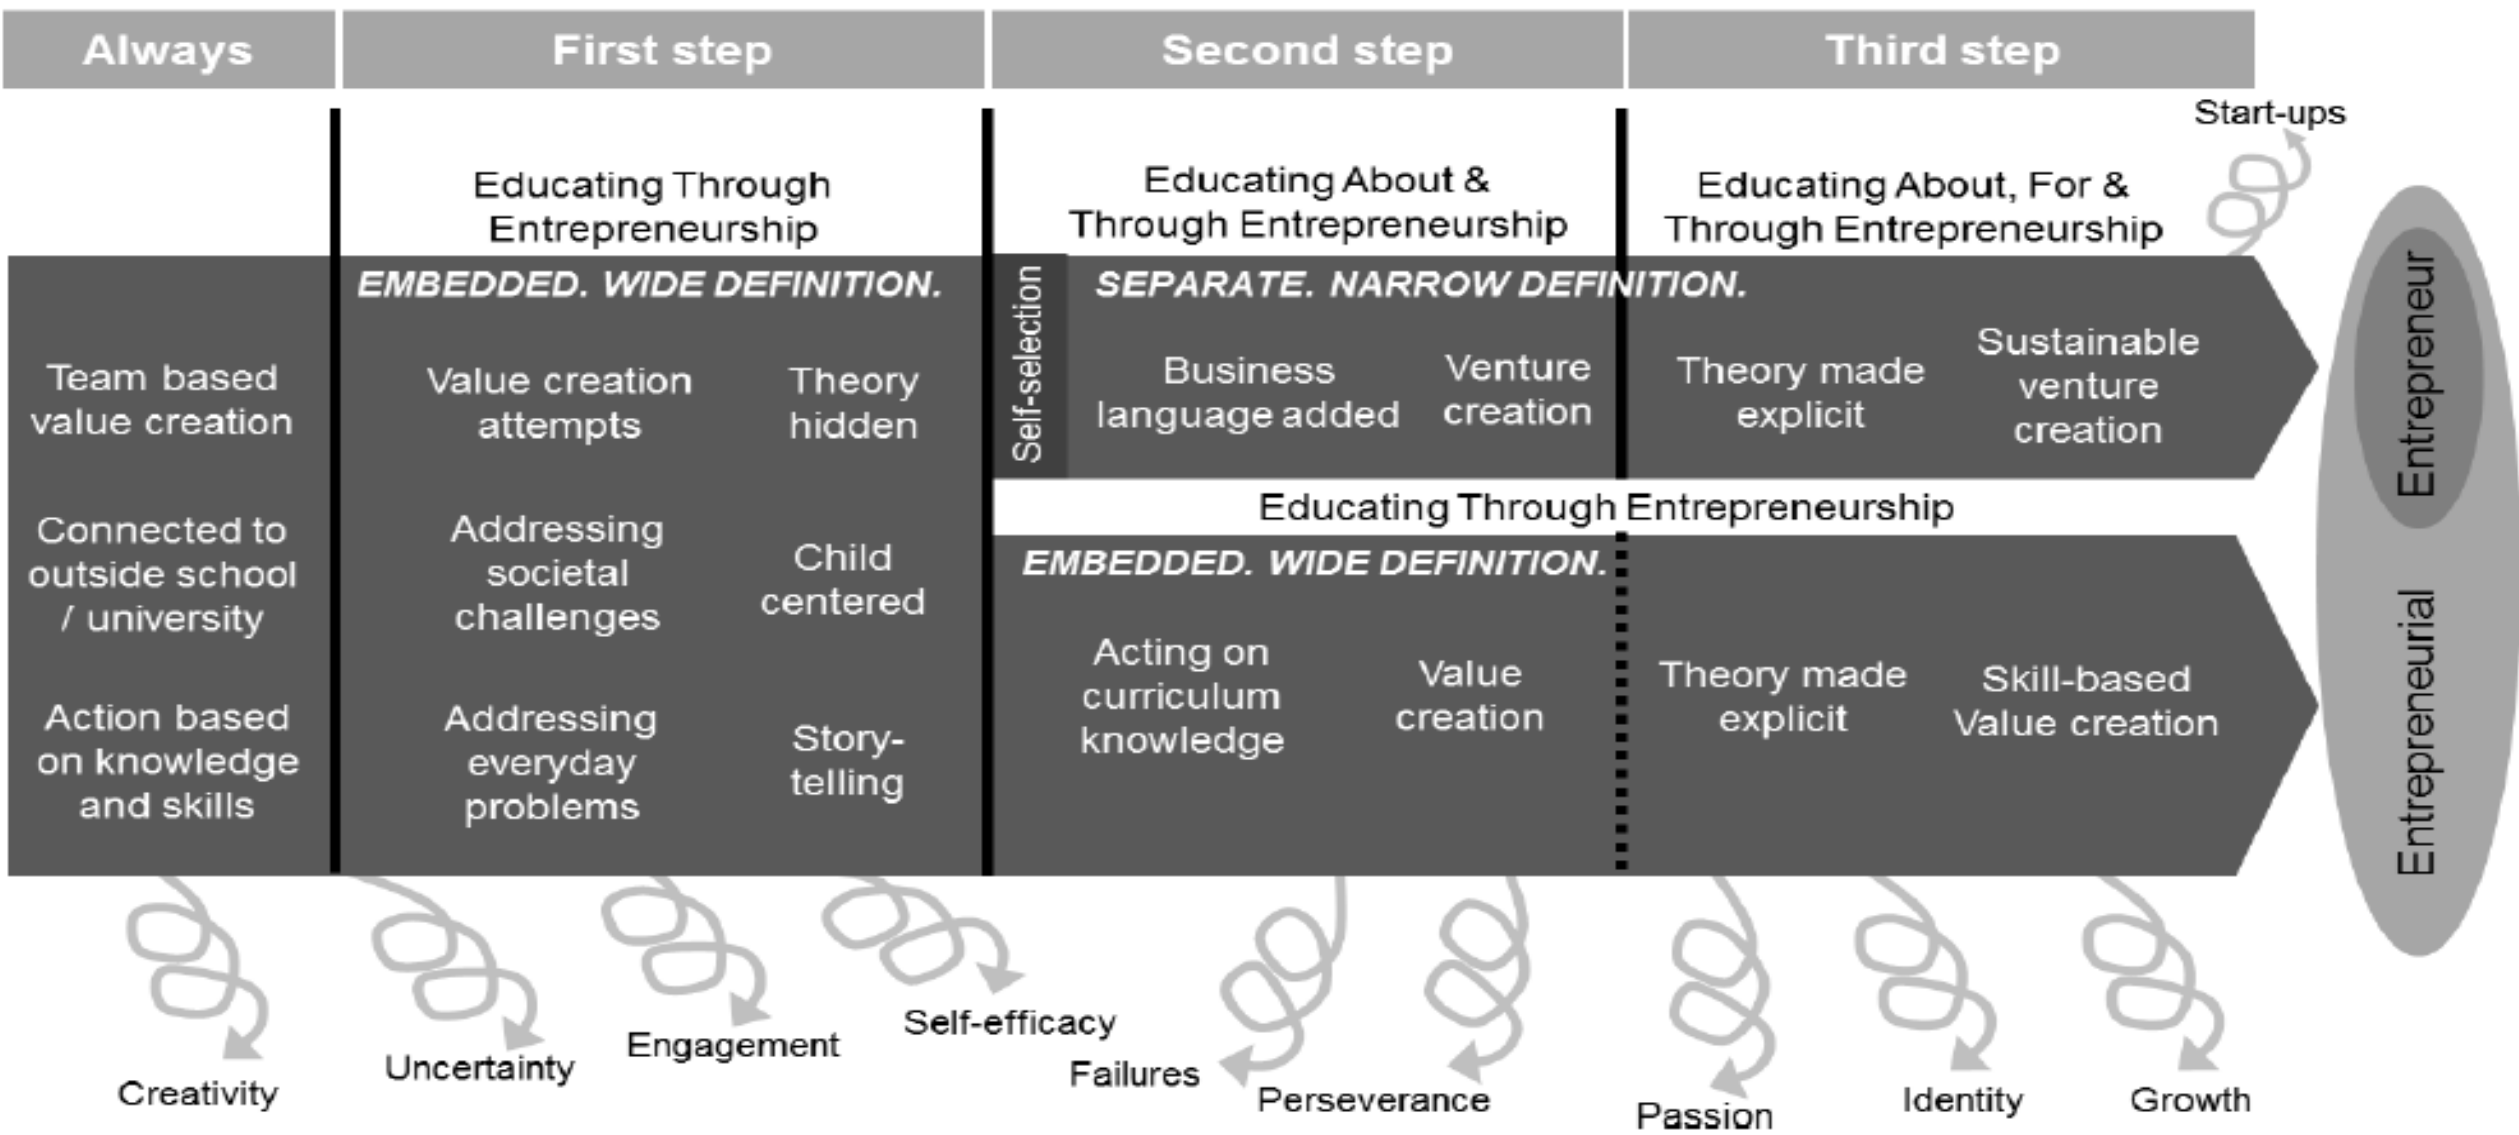 Always
First step
Second step
Third step
Start-ups
Educating Through
Entrepreneurship
Educating About &
Through Entrepreneurship
Educating About, For &
Through Entrepreneurship
EMBEDDED. WIDE DEFINITION.
Self-selection
SEPARATE. NARROW DEFINITION.
Team based
value creation
Value creation
attempts
Theory
hidden
Business
language added
Venture
creation
Theory made
explicit
Sustainable
venture
creation
Entrepreneur
Connected to
outside school
/ university
Addressing
societal
challenges
Child
centered
Educating Through Entrepreneurship
EMBEDDED. WIDE DEFINITION.
Action based
on knowledge
and skills
Addressing
everyday
problems
Story-
telling
Acting on
curriculum
knowledge
Value
creation
Theory made
explicit
Skill-based
Value creation
Entrepreneurial
Creativity
Uncertainty
Engagement
Self-efficacy
Failures
Perseverance
Passion
Identity
Growth